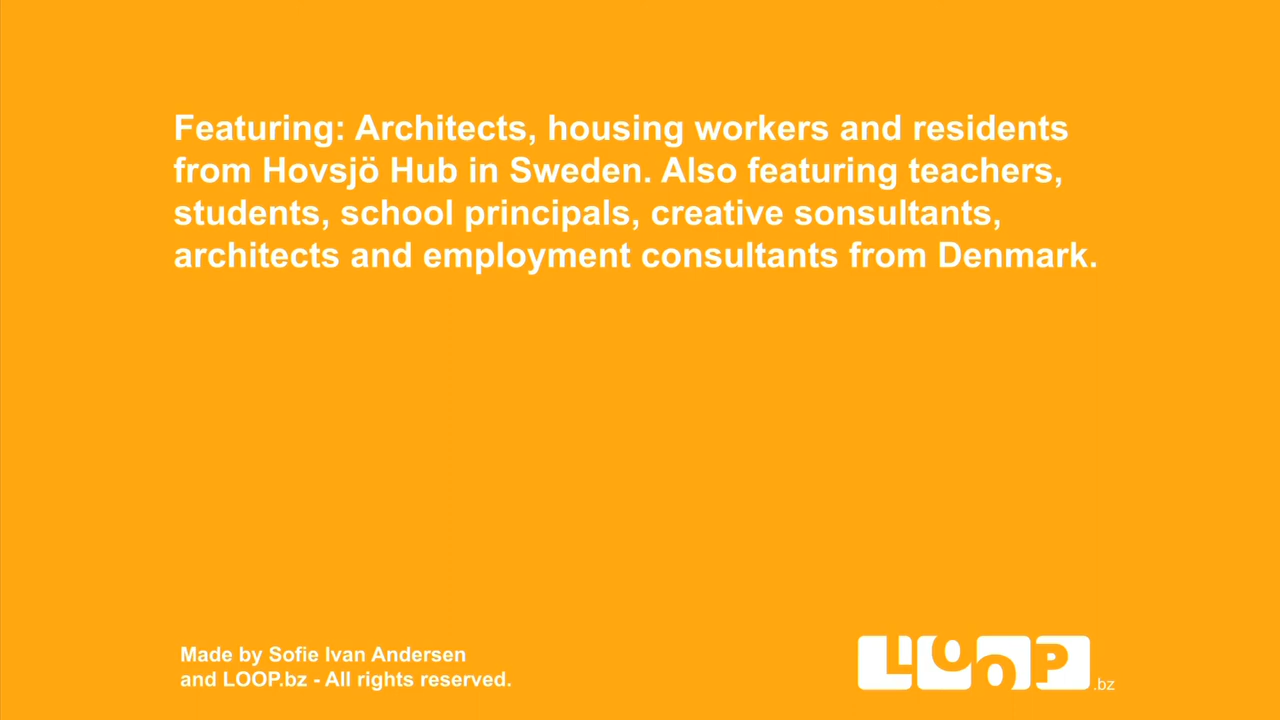 Featuring: Architects, housing workers and residents
from Hovsjö Hub in Sweden. Also featuring teachers,
students, school principals, creative sonsultants,
architects and employment consultants from Denmark.
Made by Sofie Ivan Andersen
and LOOP.bz - All rights reserved.
LOOP.bz